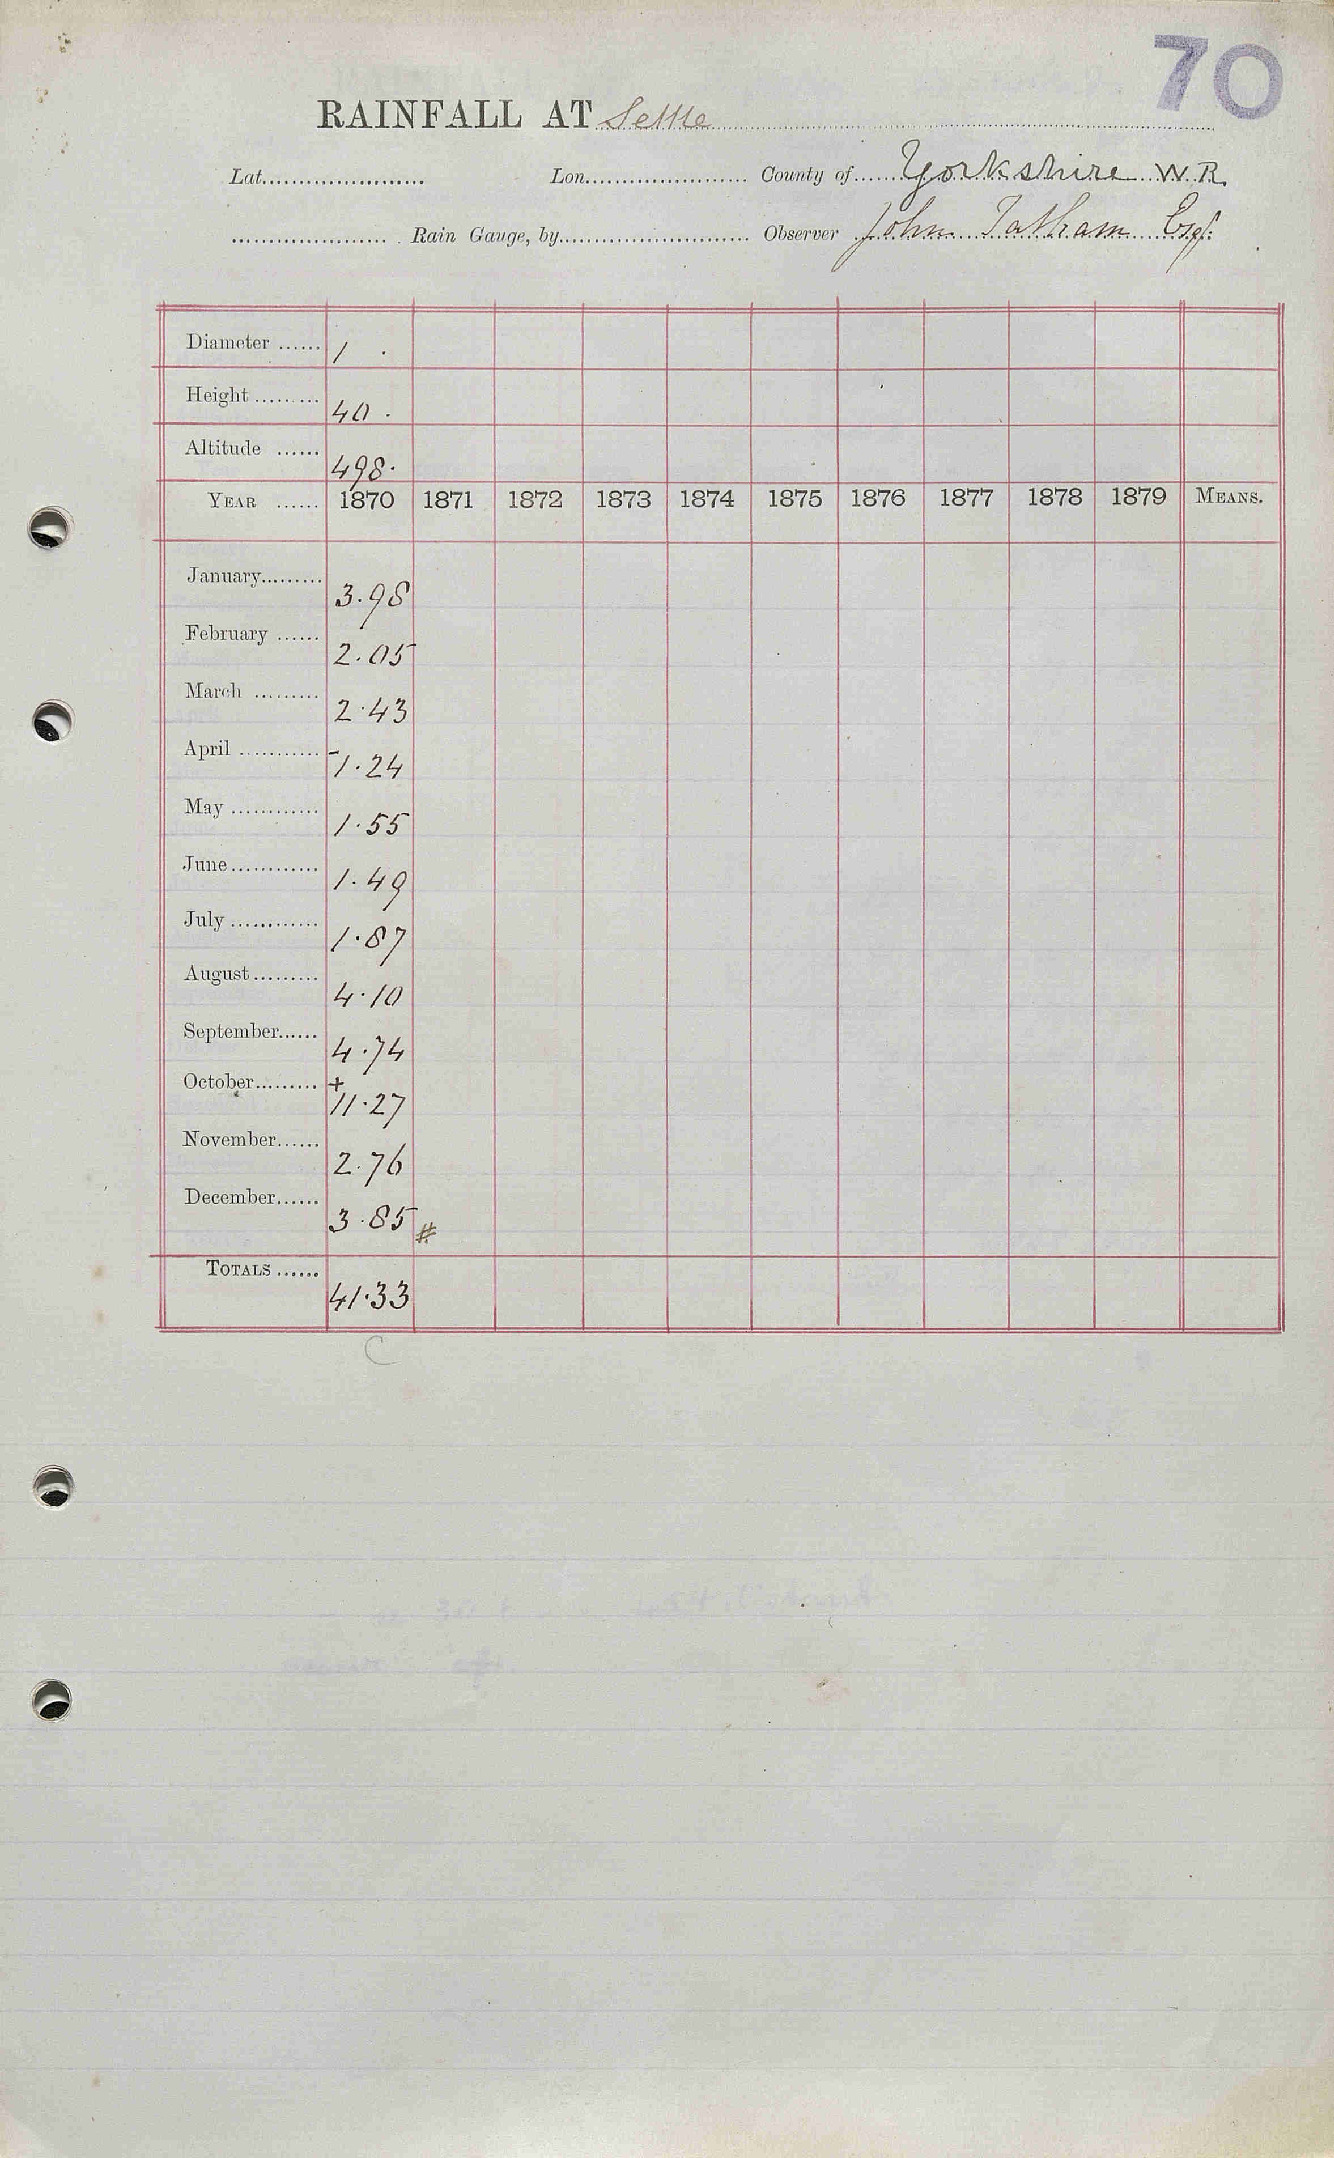 70
RAINFALL AT Settle
Lat. Lon. County of Yorkshire W.R.
Rain Gauge, by Observer John Tatham Esq.
Diameter 1
Height 40.
Altitude 498.
YEAR 1870 1871 1872 1873 1874 1875 1876 1877 1878 1879 MEANS.
January 3.98
February 2.05
March 2.43
April -1.24
May 1.55
June 1.49
July 1.87
August 4.10
September 4.74
October +11.27
November 2.76
December 3.85 #
TOTALS 41.33
C